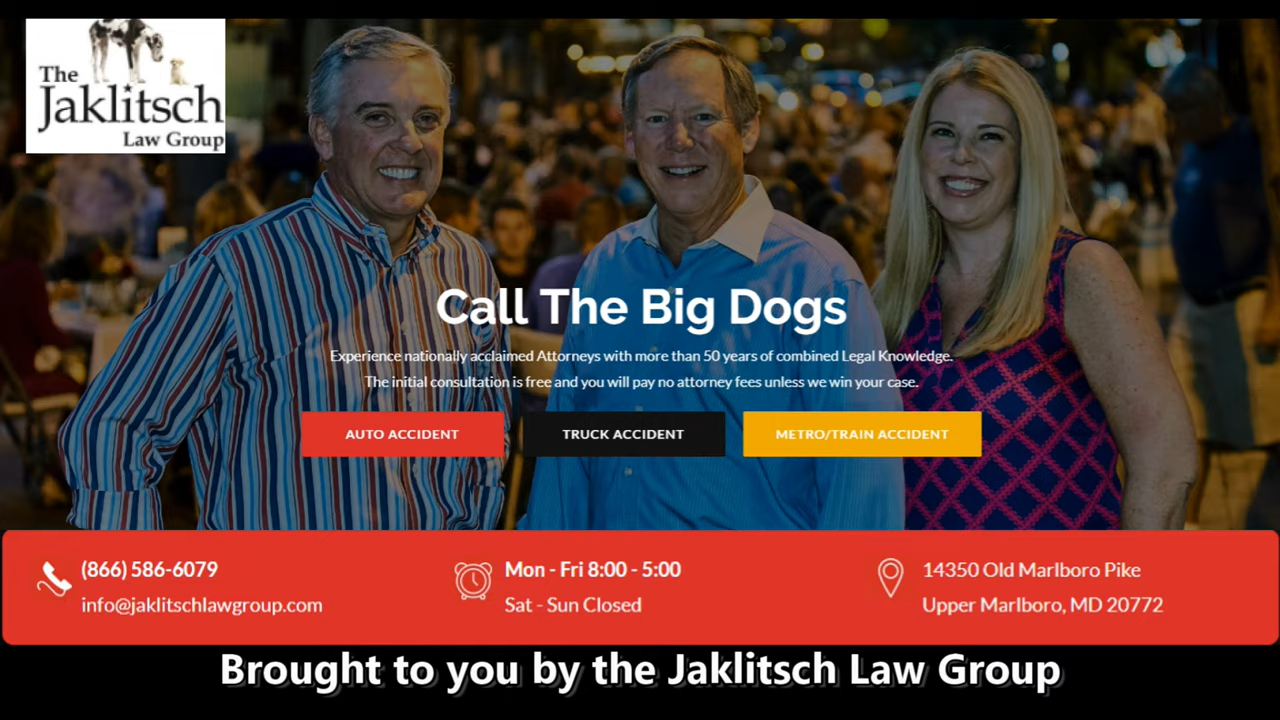 The
Jaklitsch
Law Group
Call The Big Dogs
Experience nationally acclaimed Attorneys with more than 50 years of combined Legal Knowledge.
The initial consultation is free and you will pay no attorney fees unless we win your case.
AUTO ACCIDENT
TRUCK ACCIDENT
METRO/TRAIN ACCIDENT
(866) 586-6079
info@jaklitschlawgroup.com
Mon - Fri 8:00 - 5:00
Sat - Sun Closed
14350 Old Marlboro Pike
Upper Marlboro, MD 20772
Brought to you by the Jaklitsch Law Group